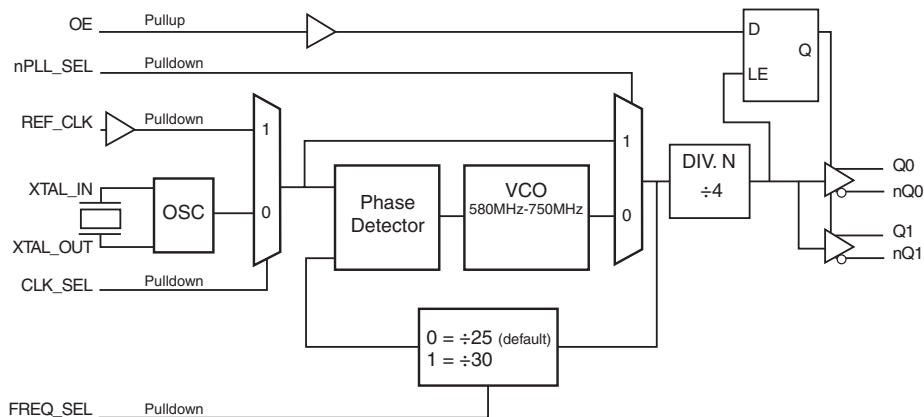 OE Pullup
D
Q
nPLL_SEL Pulldown
LE
REF_CLK Pulldown
1
1
DIV. N
÷4
Q0
nQ0
XTAL_IN
OSC
0
Phase
Detector
VCO
580MHz-750MHz
0
XTAL_OUT
Q1
nQ1
CLK_SEL Pulldown
0 = ÷25 (default)
1 = ÷30
FREQ_SEL Pulldown